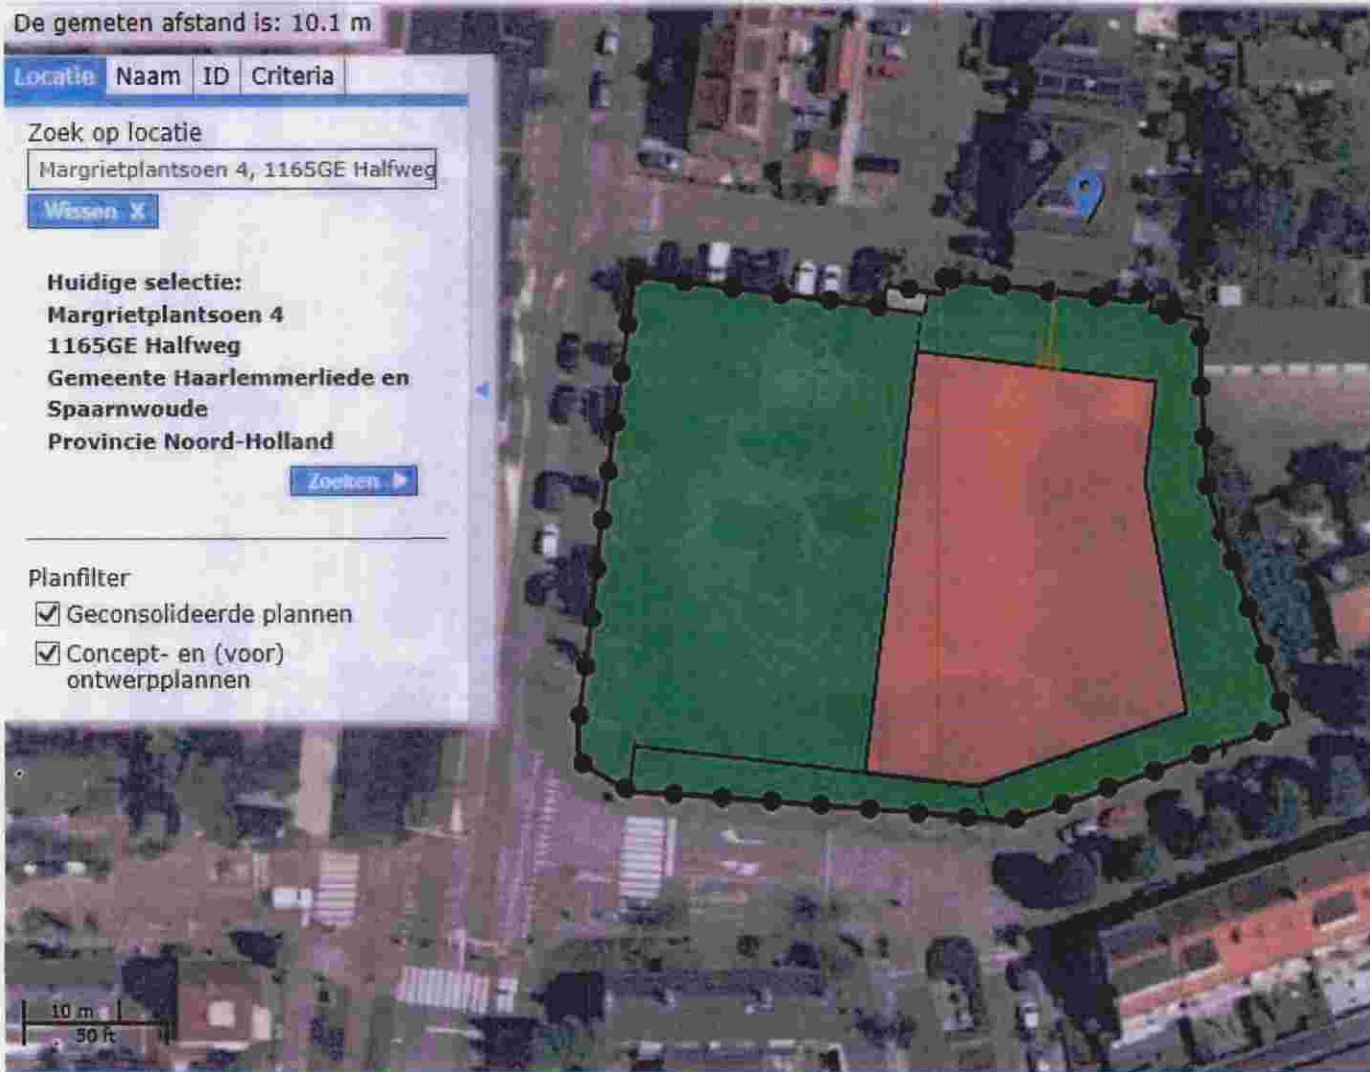 De gemeten afstand is: 10.1 m
Locatie Naam ID Criteria
Zoek op locatie
Margrietplantsoen 4, 1165GE Halfweg
Wissen X
Huidige selectie:
Margrietplantsoen 4
1165GE Halfweg
Gemeente Haarlemmerliede en
Spaarnwoude
Provincie Noord-Holland
Zoeken
Planfilter
Geconsolideerde plannen
Concept- en (voor)
ontwerpplannen
10 m
50 ft